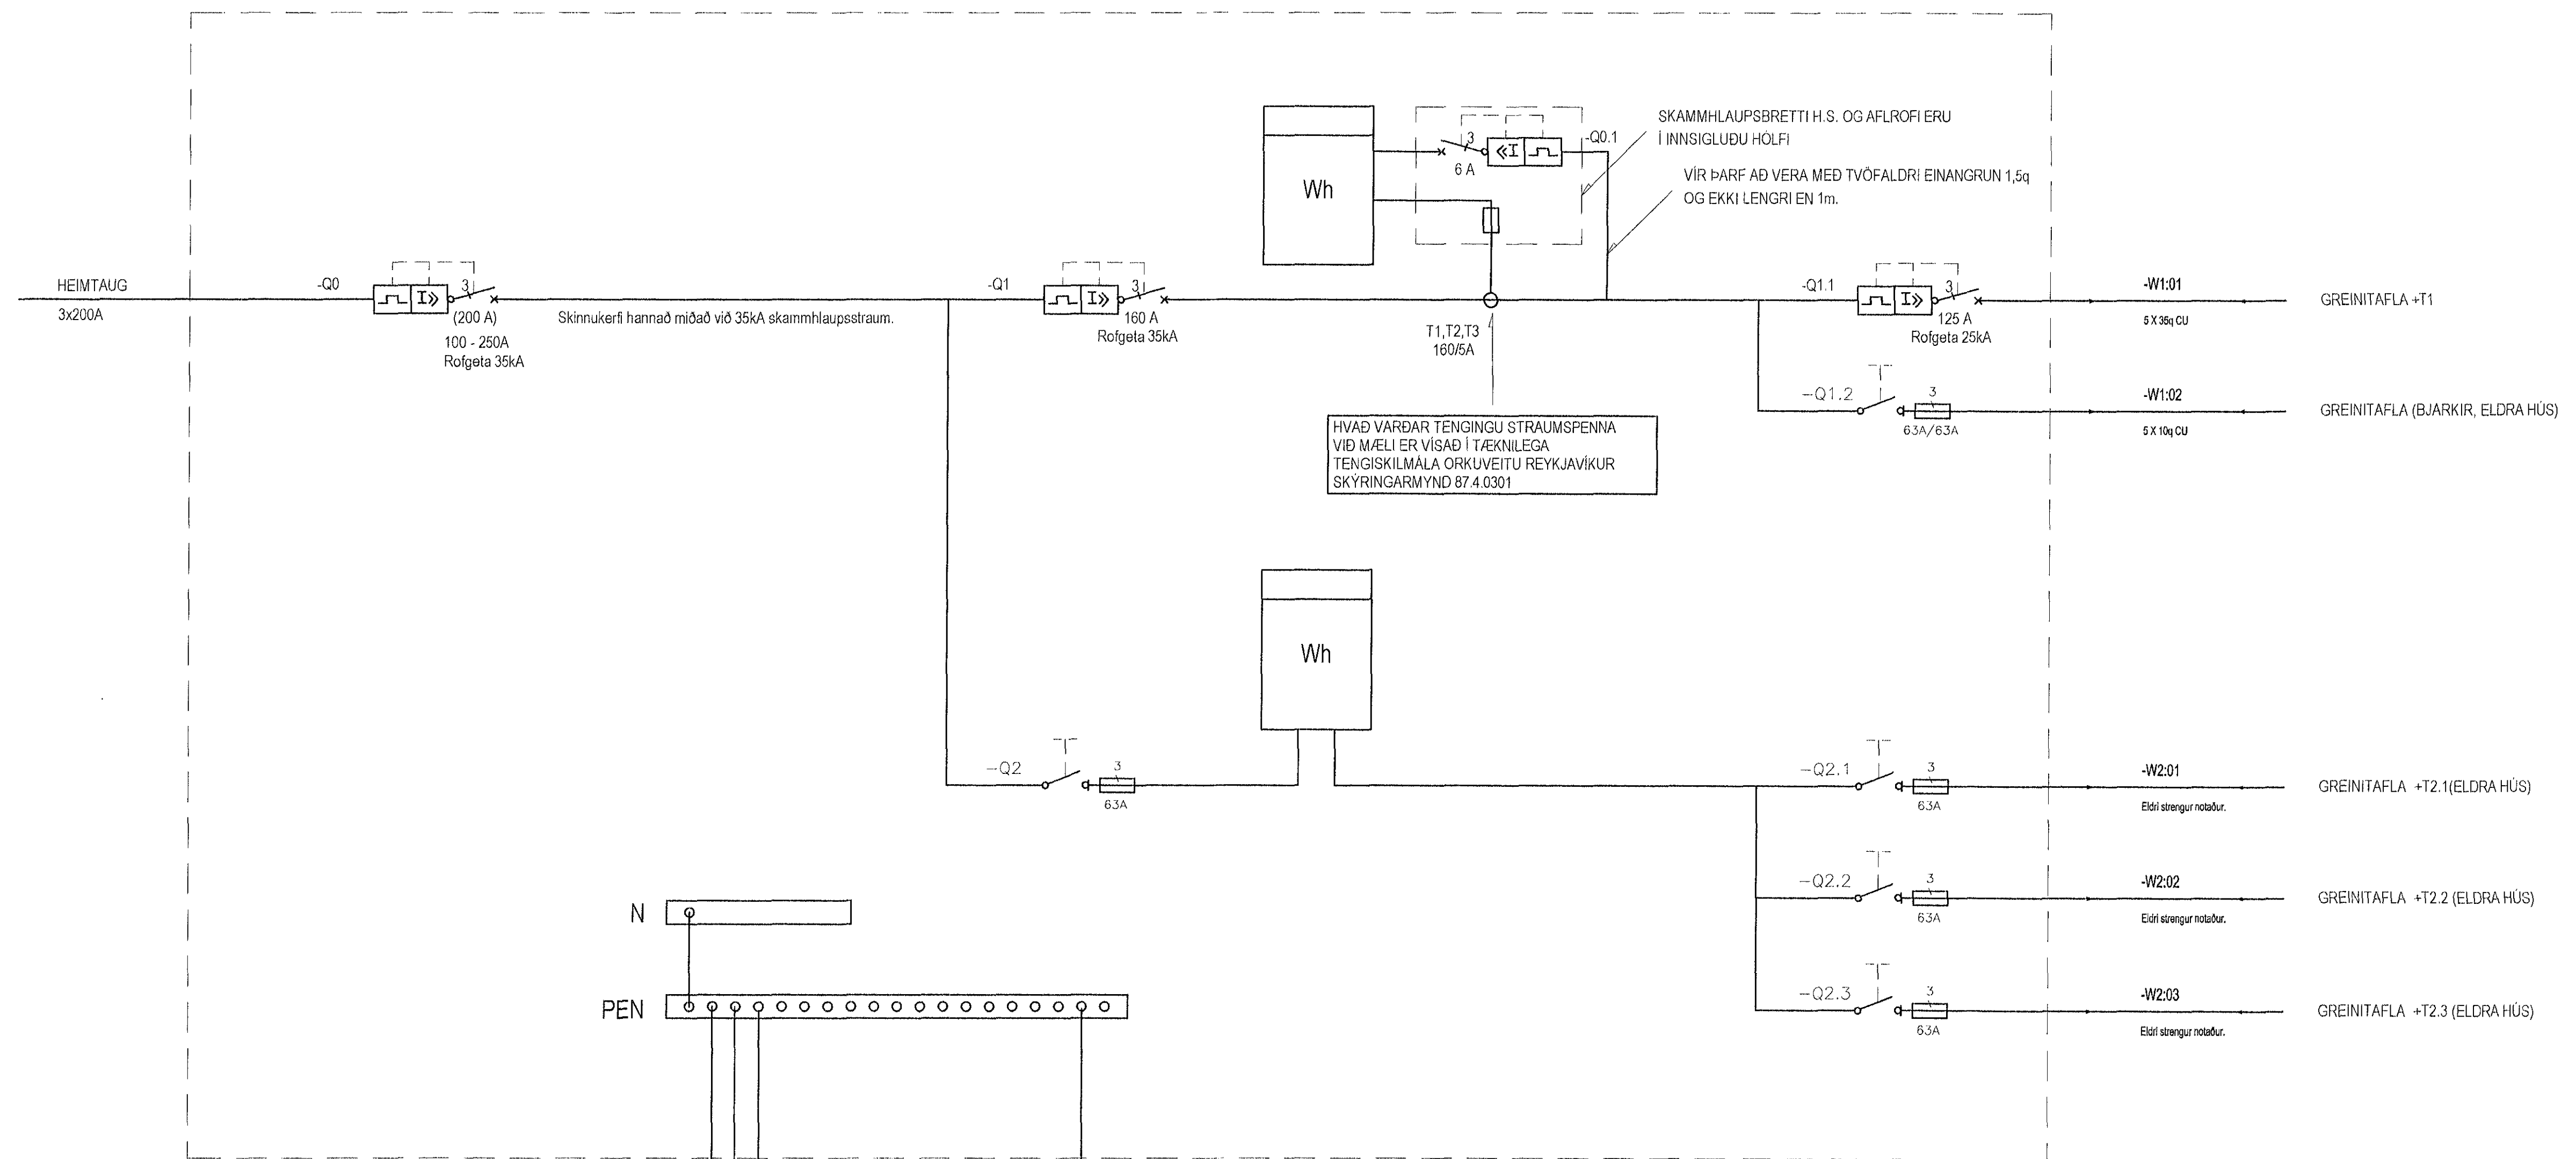 SKAMMHLAUPSBRETTI H.S. OG AFLROFI ERU
Í INNSIGLUÐU HÓLFI
VÍR ÞARF AÐ VERA MEÐ TVÖFALDRI EINANGRUN 1,5q
OG EKKI LENGRI EN 1m.
Wh
3
6 A
I
-Q0.1
HEIMTAUG
3x200A
-Q0
I
3
(200 A)
100 - 250A
Rofgeta 35kA
Skinnukerfi hannað miðað við 35kA skammhlaupsstraum.
-Q1
I
3
160 A
Rofgeta 35kA
T1,T2,T3
160/5A
-Q1.1
I
3
125 A
Rofgeta 25kA
-W1:01
5 X 35q CU
GREINITAFLA +T1
-Q1.2
3
63A/63A
-W1:02
5 X 10q CU
GREINITAFLA (BJARKIR, ELDRA HÚS)
HVAÐ VARÐAR TENGINGU STRAUMSPENNA
VIÐ MÆLI ER VÍSAÐ Í TÆKNILEGA
TENGISKILMÁLA ORKUVEITU REYKJAVÍKUR
SKÝRINGARMYND 87.4.0301
Wh
-Q2
3
63A
-Q2.1
3
63A
-W2:01
Eldri strengur notaður.
GREINITAFLA +T2.1(ELDRA HÚS)
-Q2.2
3
63A
-W2:02
Eldri strengur notaður.
GREINITAFLA +T2.2 (ELDRA HÚS)
-Q2.3
3
63A
-W2:03
Eldri strengur notaður.
GREINITAFLA +T2.3 (ELDRA HÚS)
N
PEN